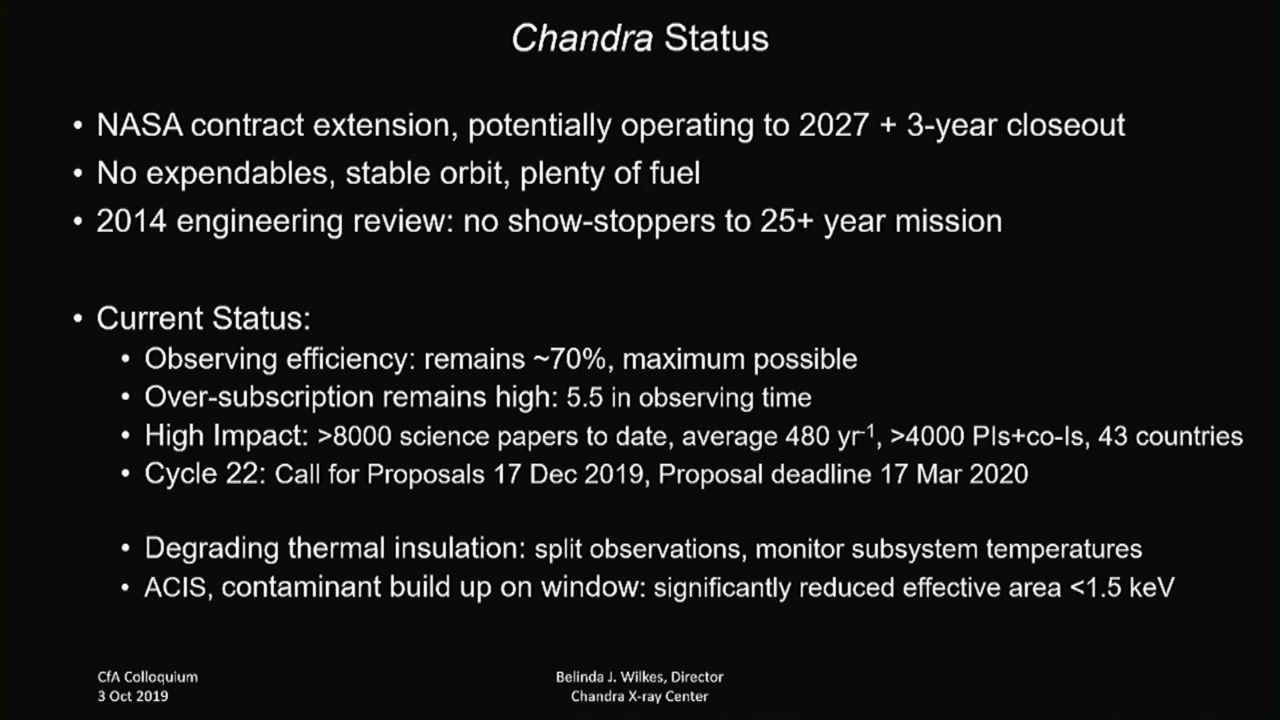 Chandra Status
• NASA contract extension, potentially operating to 2027 + 3-year closeout
• No expendables, stable orbit, plenty of fuel
• 2014 engineering review: no show-stoppers to 25+ year mission
• Current Status:
• Observing efficiency: remains ~70%, maximum possible
• Over-subscription remains high: 5.5 in observing time
• High Impact: >8000 science papers to date, average 480 yr⁻¹, >4000 PIs+co-Is, 43 countries
• Cycle 22: Call for Proposals 17 Dec 2019, Proposal deadline 17 Mar 2020
• Degrading thermal insulation: split observations, monitor subsystem temperatures
• ACIS, contaminant build up on window: significantly reduced effective area <1.5 keV
CfA Colloquium
3 Oct 2019
Belinda J. Wilkes, Director
Chandra X-ray Center